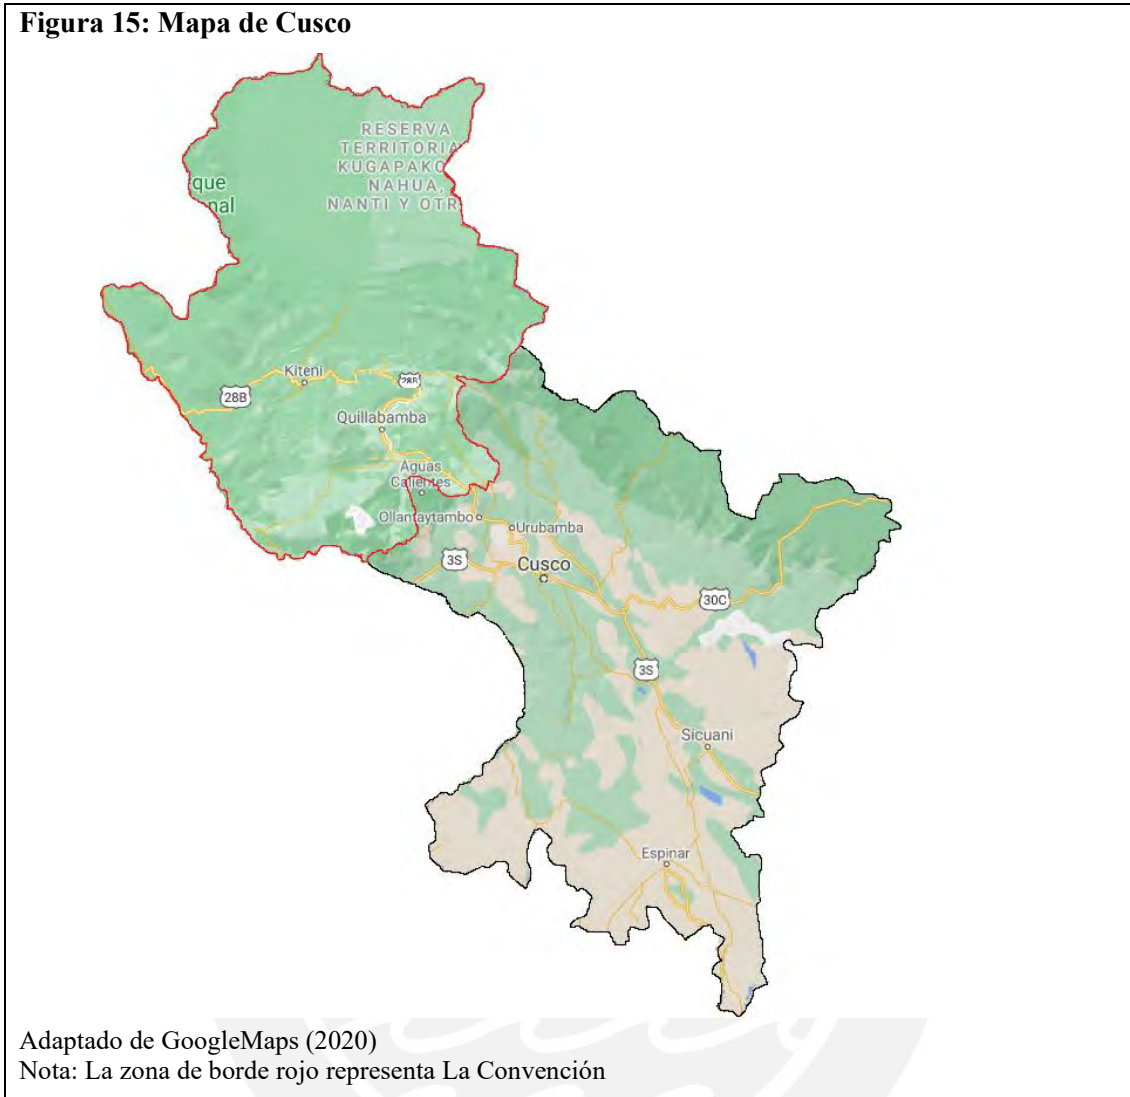 Figura 15: Mapa de Cusco
RESERVA
TERRITORIA
KUGAPAKO
NAHUA,
NANTI Y OTR
que
nal
Kiteni
28B
28B
Quillabamba
Aguas
Calientes
Ollantaytambo
Urubamba
3S
Cusco
30C
3S
Sicuani
Espinar
Adaptado de GoogleMaps (2020)
Nota: La zona de borde rojo representa La Convención